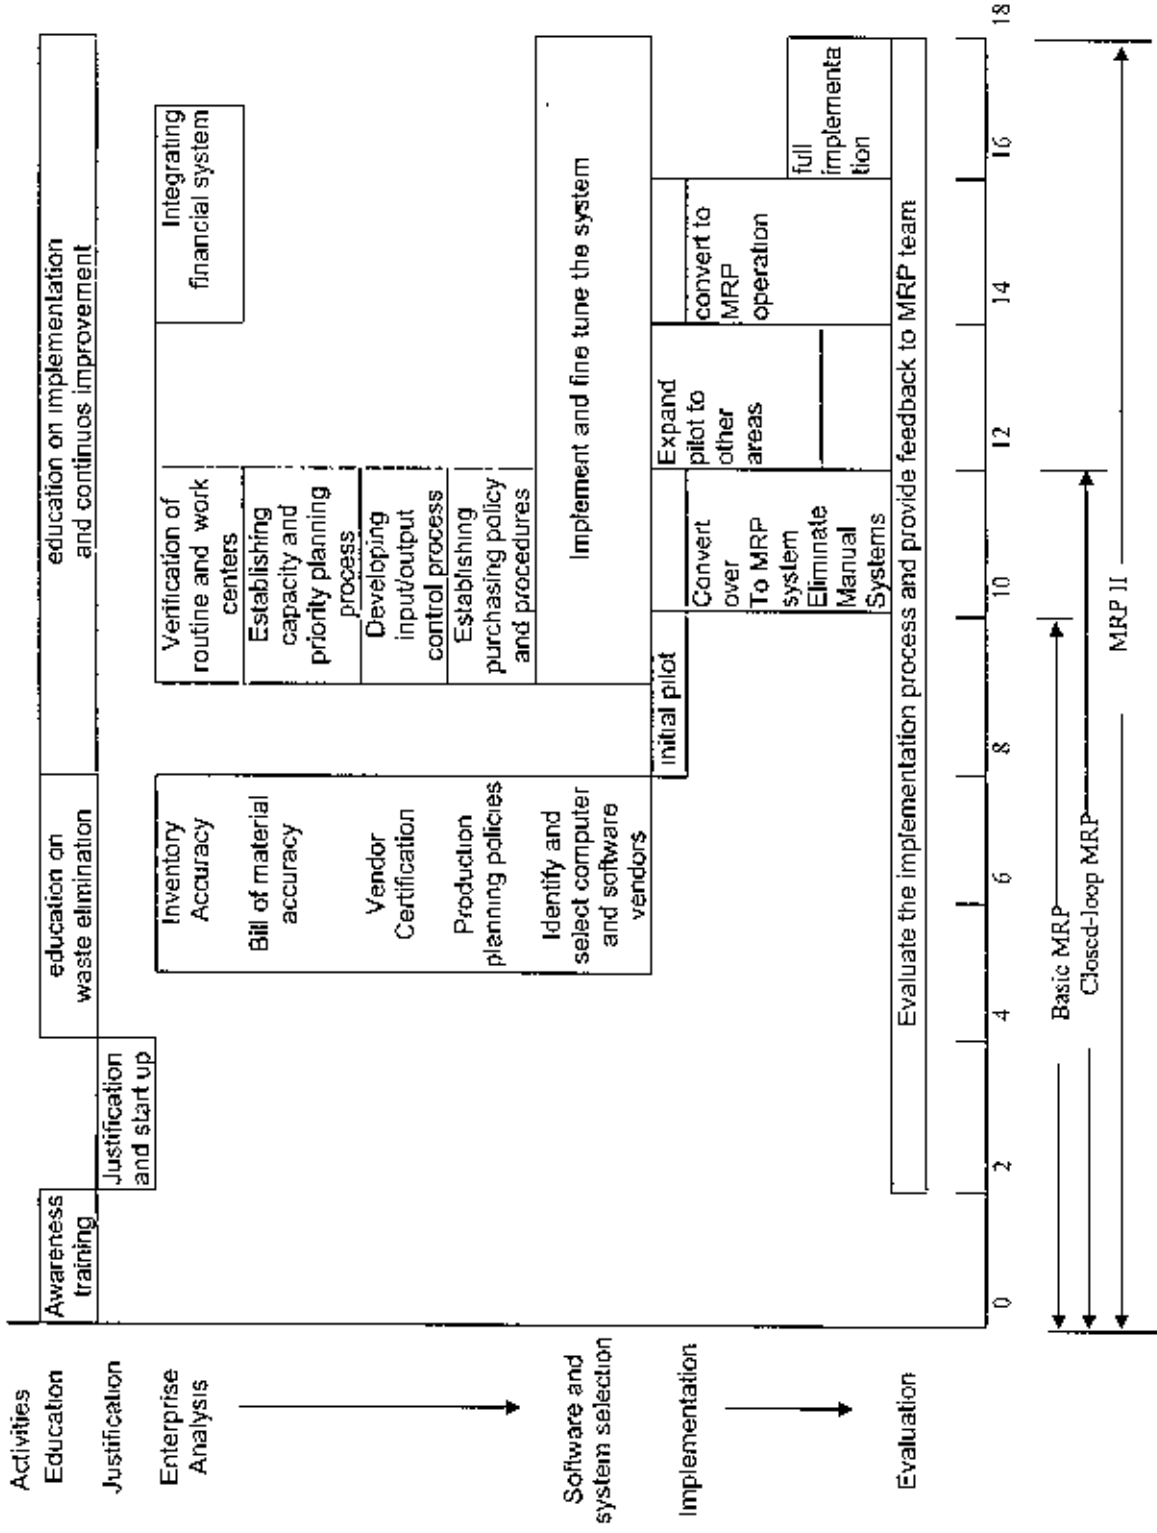 Activities
Education
Awareness
training
education on
waste elimination
education on implementation
and continuos improvement
Justification
Justification
and start up
Enterprise
Analysis
Inventory
Accuracy
Bill of material
accuracy
Vendor
Certification
Production
planning policies
Verification of
routine and work
centers
Establishing
capacity and
priority planning
process
Developing
input/output
control process
Establishing
purchasing policy
and procedures
Integrating
financial system
Software and
system selection
Identify and
select computer
and software
vendors
Implement and fine tune the system
Implementation
initial pilot
Convert
over
To MRP
system
Eliminate
Manual
Systems
Expand
pilot to
other
areas
convert to
MRP
operation
full
implementa
tion
Evaluation
Evaluate the implementation process and provide feedback to MRP team
0 2 4 6 8 10 12 14 16 18
Basic MRP
Closed-loop MRP
MRP II